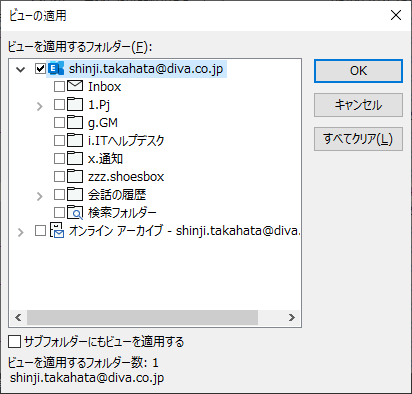 ビューの適用
ビューを適用するフォルダー(F):
shinji.takahata@diva.co.jp
Inbox
1.Pj
g.GM
i.ITヘルプデスク
x.通知
zzz.shoesbox
会話の履歴
検索フォルダー
オンライン アーカイブ - shinji.takahata@diva.
OK
キャンセル
すべてクリア(L)
サブフォルダーにもビューを適用する
ビューを適用するフォルダー数: 1
shinji.takahata@diva.co.jp